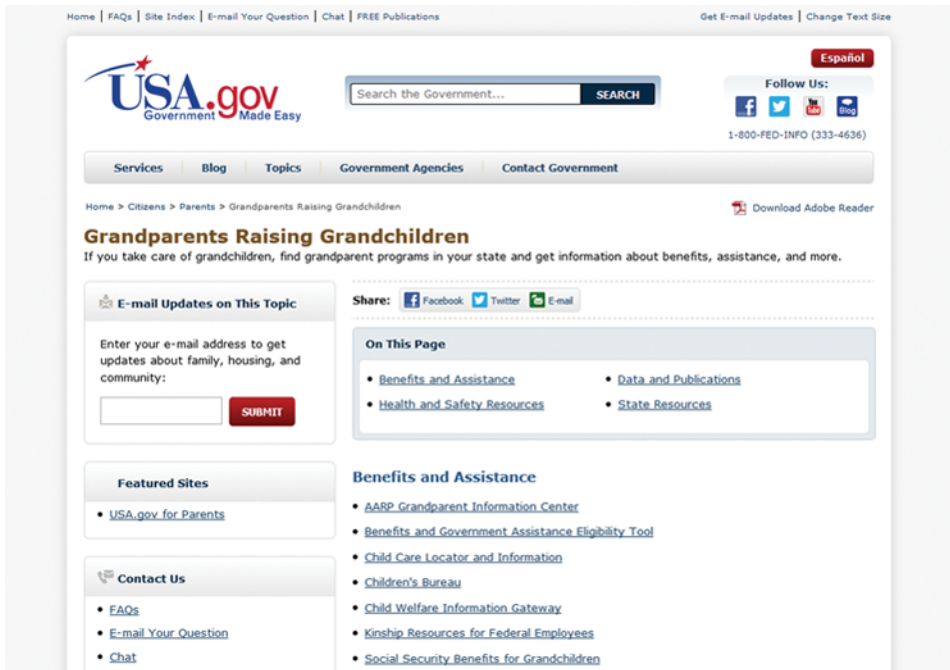 Home | FAQs | Site Index | E-mail Your Question | Chat | FREE Publications
Get E-mail Updates | Change Text Size
Español
USA.gov
Government Made Easy
Search the Government...
SEARCH
Follow Us:
You Tube
Blog
1-800-FED-INFO (333-4636)
Services Blog Topics Government Agencies Contact Government
Home > Citizens > Parents > Grandparents Raising Grandchildren
Download Adobe Reader
Grandparents Raising Grandchildren
If you take care of grandchildren, find grandparent programs in your state and get information about benefits, assistance, and more.
E-mail Updates on This Topic
Enter your e-mail address to get
updates about family, housing, and
community:
SUBMIT
Featured Sites
• USA.gov for Parents
Contact Us
• FAQs
• E-mail Your Question
• Chat
Share: Facebook Twitter E-mail
On This Page
• Benefits and Assistance
• Health and Safety Resources
• Data and Publications
• State Resources
Benefits and Assistance
• AARP Grandparent Information Center
• Benefits and Government Assistance Eligibility Tool
• Child Care Locator and Information
• Children's Bureau
• Child Welfare Information Gateway
• Kinship Resources for Federal Employees
• Social Security Benefits for Grandchildren